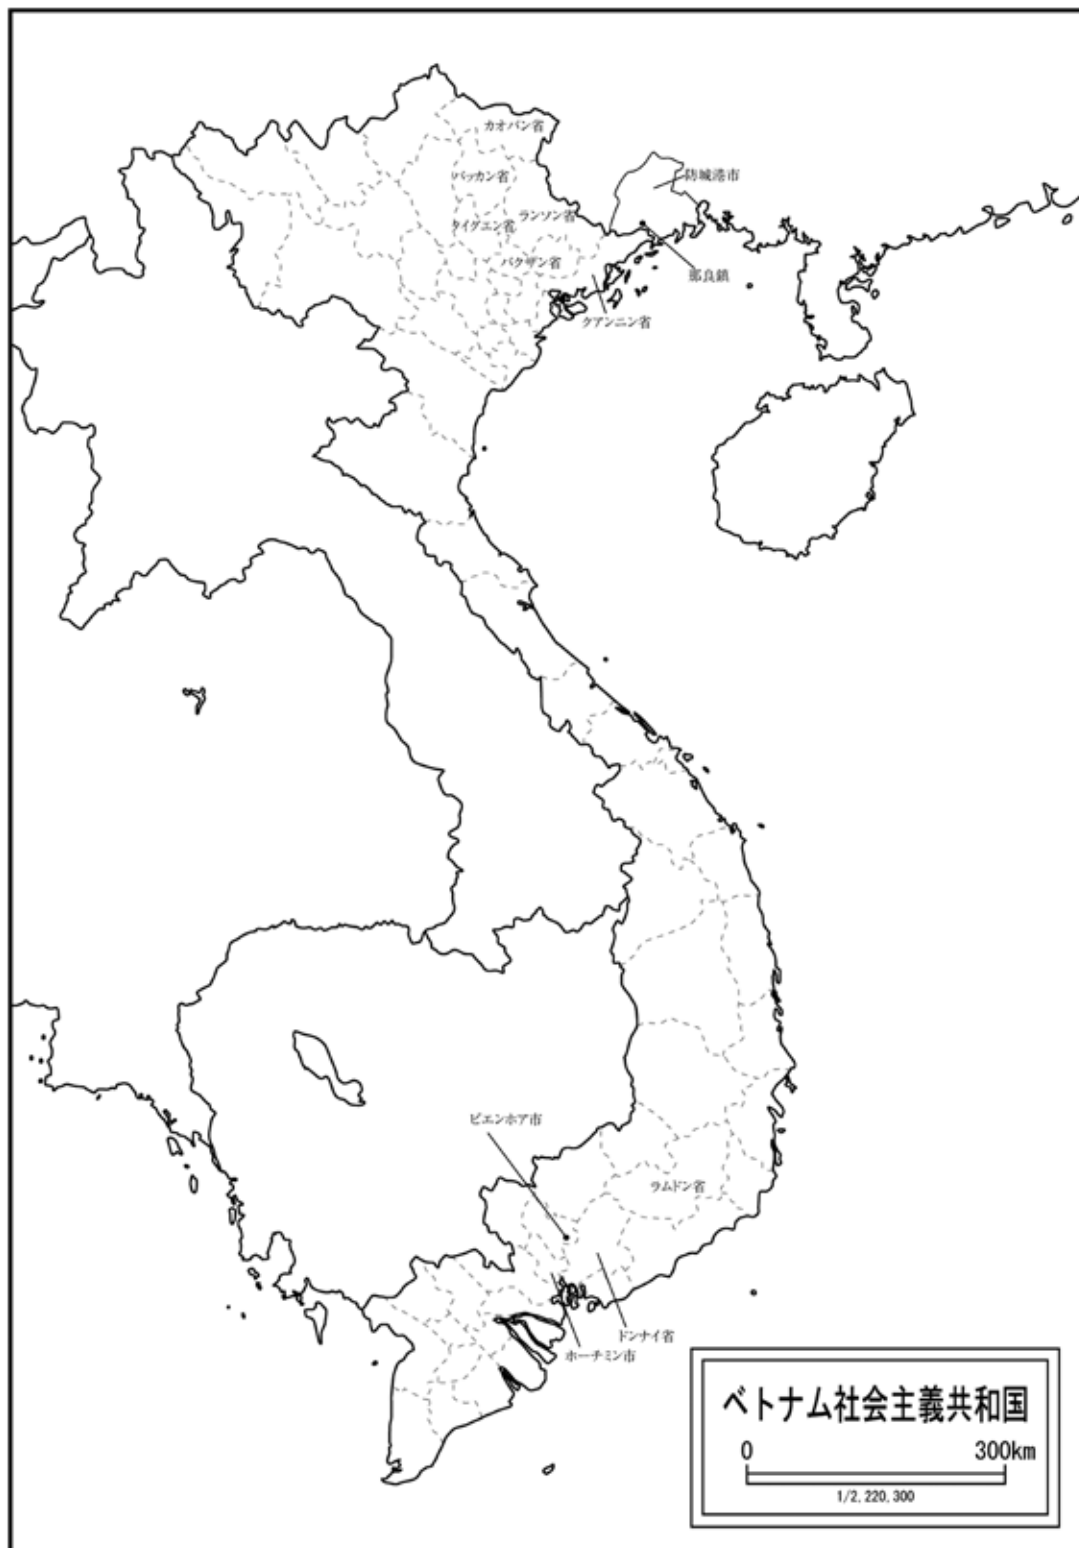 カオバン省
バッカン省
防城港市
ランソン省
タイグエン省
バクザン省
那良鎮
クアンニン省
ビエンホア市
ラムドン省
ドンナイ省
ホーチミン市
ベトナム社会主義共和国
0 300km
1/2,220,300